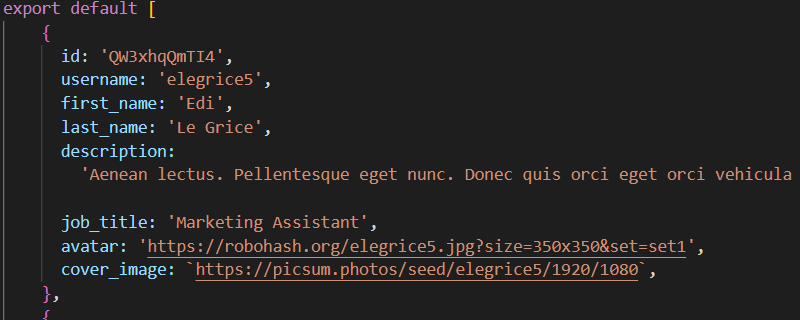 export default [
{
id: 'QW3xhqQmTI4',
username: 'elegrice5',
first_name: 'Edi',
last_name: 'Le Grice',
description:
'Aenean lectus. Pellentesque eget nunc. Donec quis orci eget orci vehicula
job_title: 'Marketing Assistant',
avatar: 'https://robohash.org/elegrice5.jpg?size=350x350&set=set1',
cover_image: `https://picsum.photos/seed/elegrice5/1920/1080`,
},
{